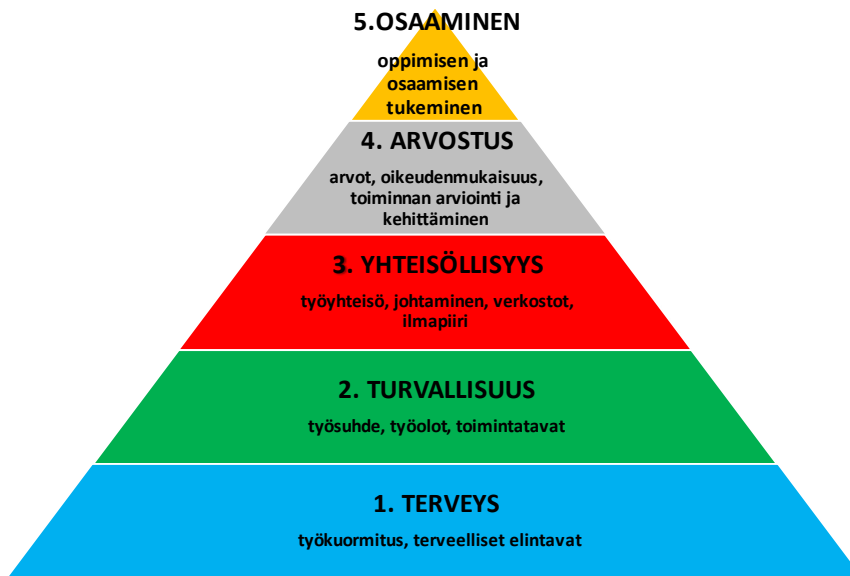 5.OSAAMINEN
oppimisen ja
osaamisen
tukeminen
4. ARVOSTUS
arvot, oikeudenmukaisuus,
toiminnan arviointi ja
kehittäminen
3. YHTEISÖLLISYYS
työyhteisö, johtaminen, verkostot,
ilmapiiri
2. TURVALLISUUS
työsuhde, työolot, toimintatavat
1. TERVEYS
työkuormitus, terveelliset elintavat